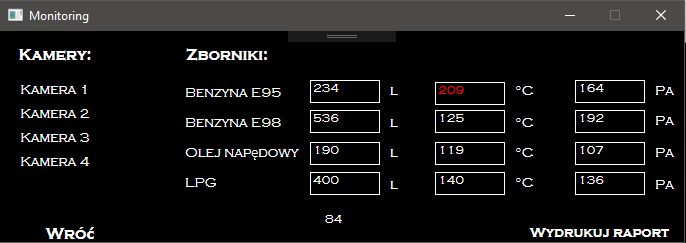 Monitoring
Kamery: Zborniki:
Kamera 1
Kamera 2
Kamera 3
Kamera 4
Benzyna E95 234 L 209 °C 164 Pa
Benzyna E98 536 L 125 °C 192 Pa
Olej napędowy 190 L 119 °C 107 Pa
LPG 400 L 140 °C 136 Pa
84
Wróć Wydrukuj raport